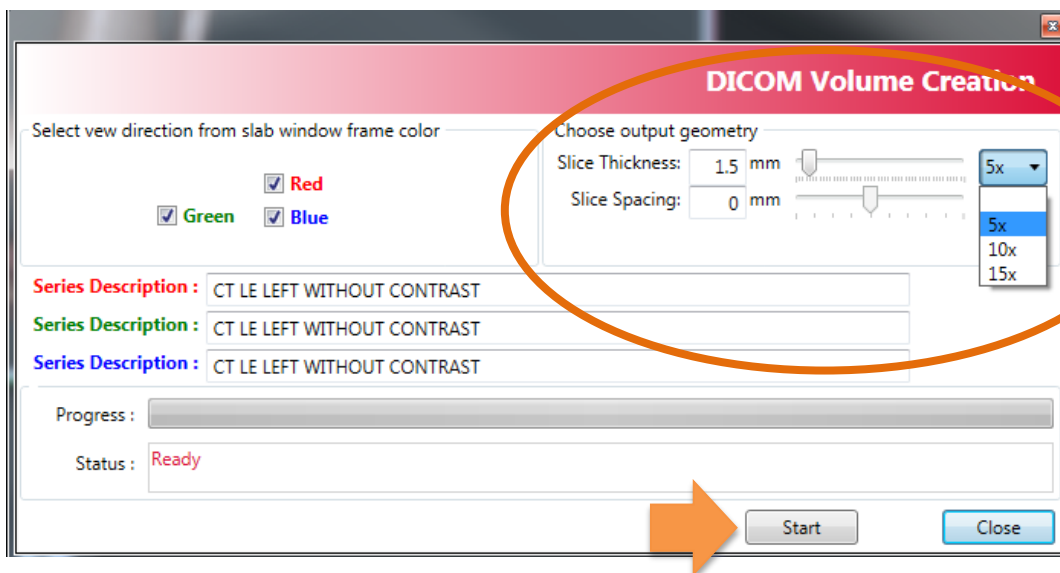 DICOM Volume Creation
Select vew direction from slab window frame color
Red
Green Blue
Choose output geometry
Slice Thickness: 1.5 mm 5x
Slice Spacing: 0 mm
5x
10x
15x
Series Description : CT LE LEFT WITHOUT CONTRAST
Series Description : CT LE LEFT WITHOUT CONTRAST
Series Description : CT LE LEFT WITHOUT CONTRAST
Progress :
Status : Ready
Start Close